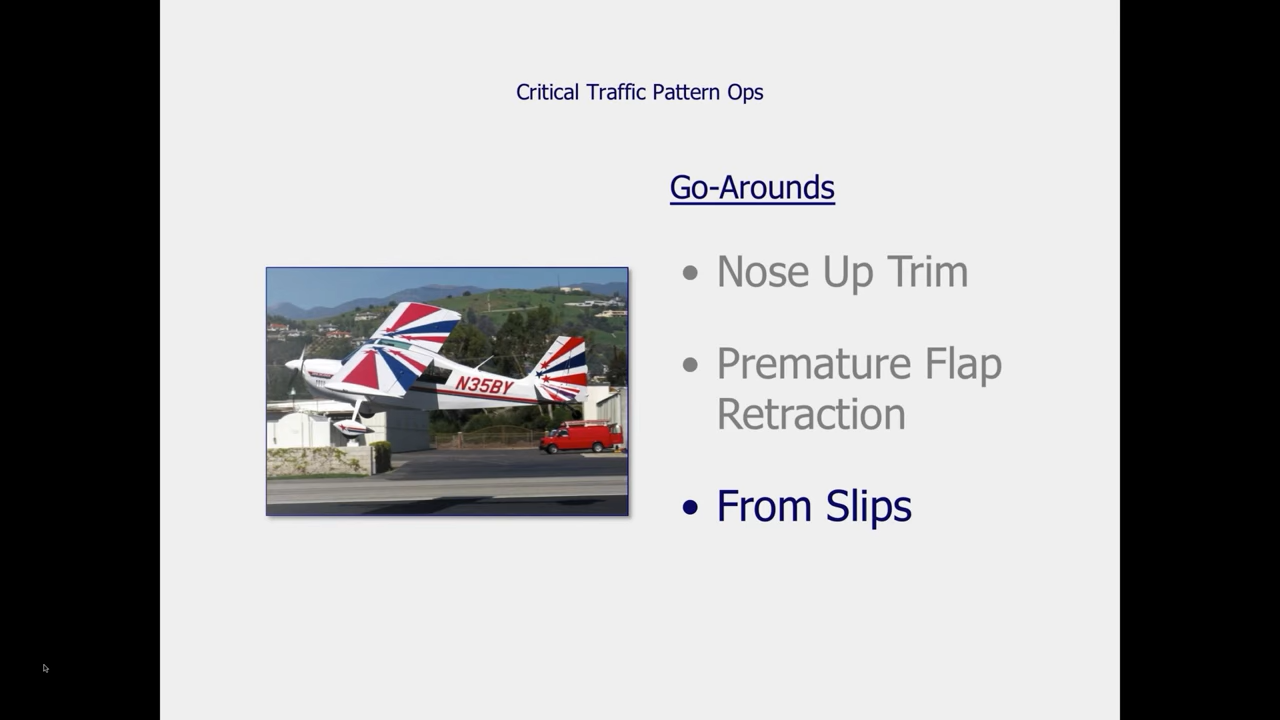 Critical Traffic Pattern Ops
Go-Arounds
• Nose Up Trim
• Premature Flap
Retraction
• From Slips
N35BY